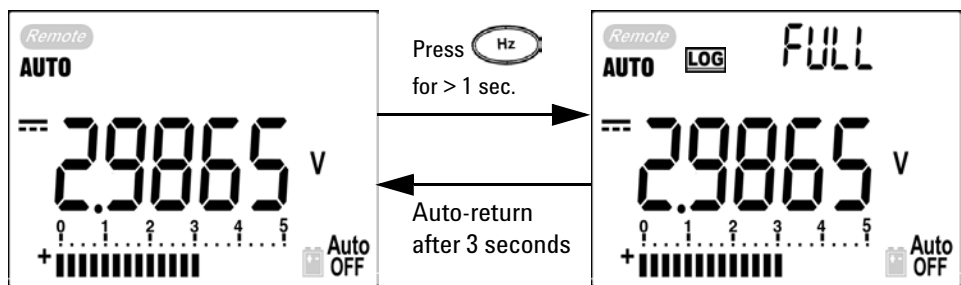 Remote
AUTO
2.9865 V
0 1 2 3 4 5
+
Auto
OFF
Press Hz
for > 1 sec.
Auto-return
after 3 seconds
Remote
AUTO LOG FULL
2.9865 V
0 1 2 3 4 5
+
Auto
OFF